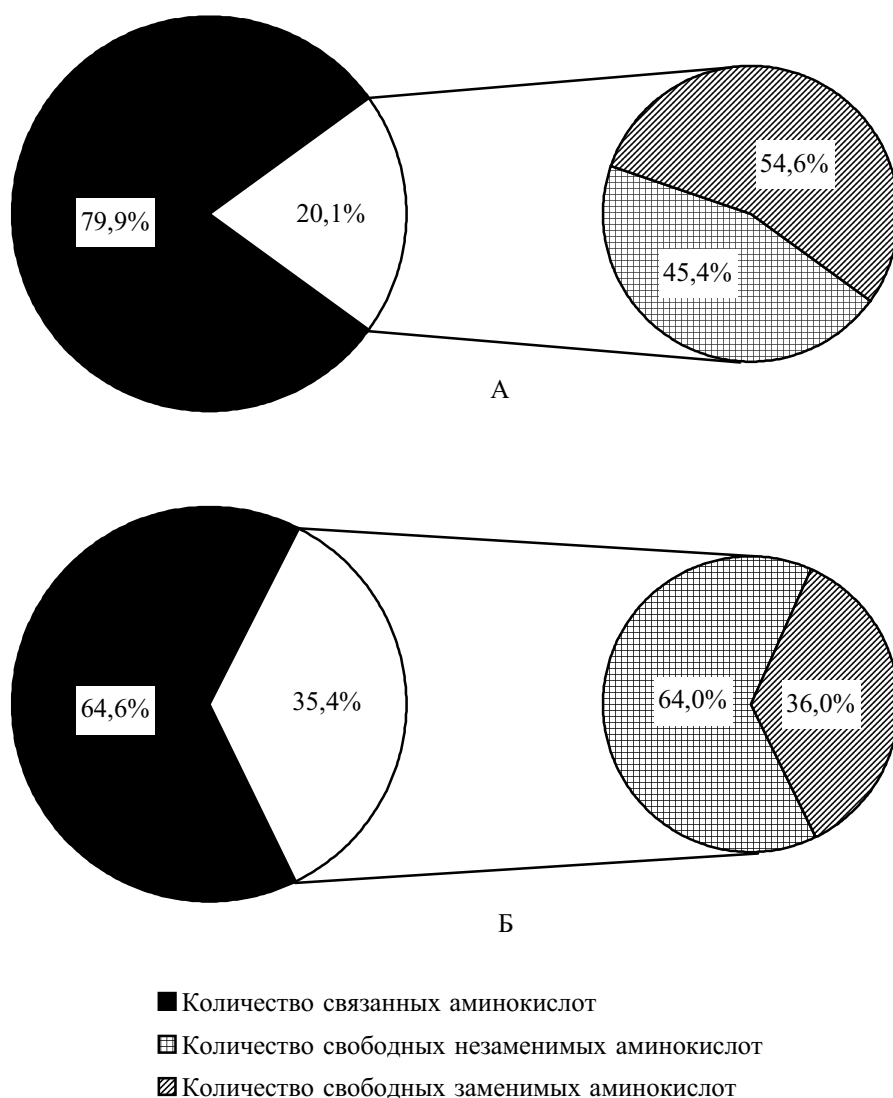 54,6%
79,9%
20,1%
45,4%
А
64,6%
35,4%
64,0%
36,0%
Б
Количество связанных аминокислот
Количество свободных незаменимых аминокислот
Количество свободных заменимых аминокислот